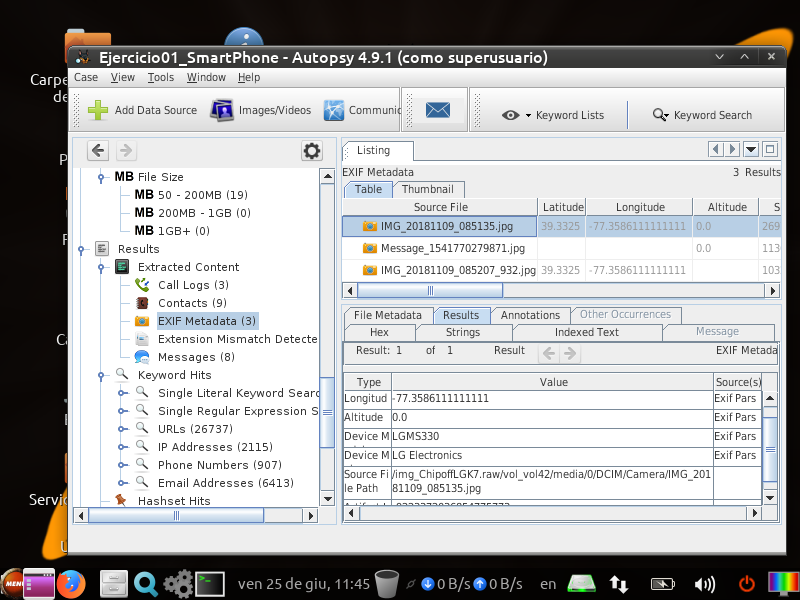 Ejercicio01_SmartPhone - Autopsy 4.9.1 (como superusuario)
Case View Tools Window Help
Add Data Source Images/Videos Communic Keyword Lists Keyword Search
Carpe
de
MB File Size
MB 50 - 200MB (19)
MB 200MB - 1GB (0)
MB 1GB+ (0)
Results
Extracted Content
Call Logs (3)
Contacts (9)
EXIF Metadata (3)
Extension Mismatch Detecte
Messages (8)
Keyword Hits
Single Literal Keyword Searc
Single Regular Expression S
URLs (26737)
IP Addresses (2115)
Phone Numbers (907)
Email Addresses (6413)
Hashset Hits
Servic
Listing
EXIF Metadata 3 Results
Table Thumbnail
Source File Latitude Longitude Altitude S
IMG_20181109_085135.jpg 39.3325 -77.3586111111111 0.0 269
Message_1541770279871.jpg 0.0 113
IMG_20181109_085207_932.jpg 39.3325 -77.3586111111111 103
File Metadata Results Annotations Other Occurrences
Hex Strings Indexed Text Message
Result: 1 of 1 Result EXIF Metada
Type Value Source(s)
Longitud -77.3586111111111 Exif Pars
Altitude 0.0 Exif Pars
Device M LGMS330 Exif Pars
Device M LG Electronics Exif Pars
Source Fi /img_ChipoffLGK7.raw/vol_vol42/media/0/DCIM/Camera/IMG_20
le Path 181109_085135.jpg
MENU ven 25 de giu, 11:45 0 B/s 0 B/s en